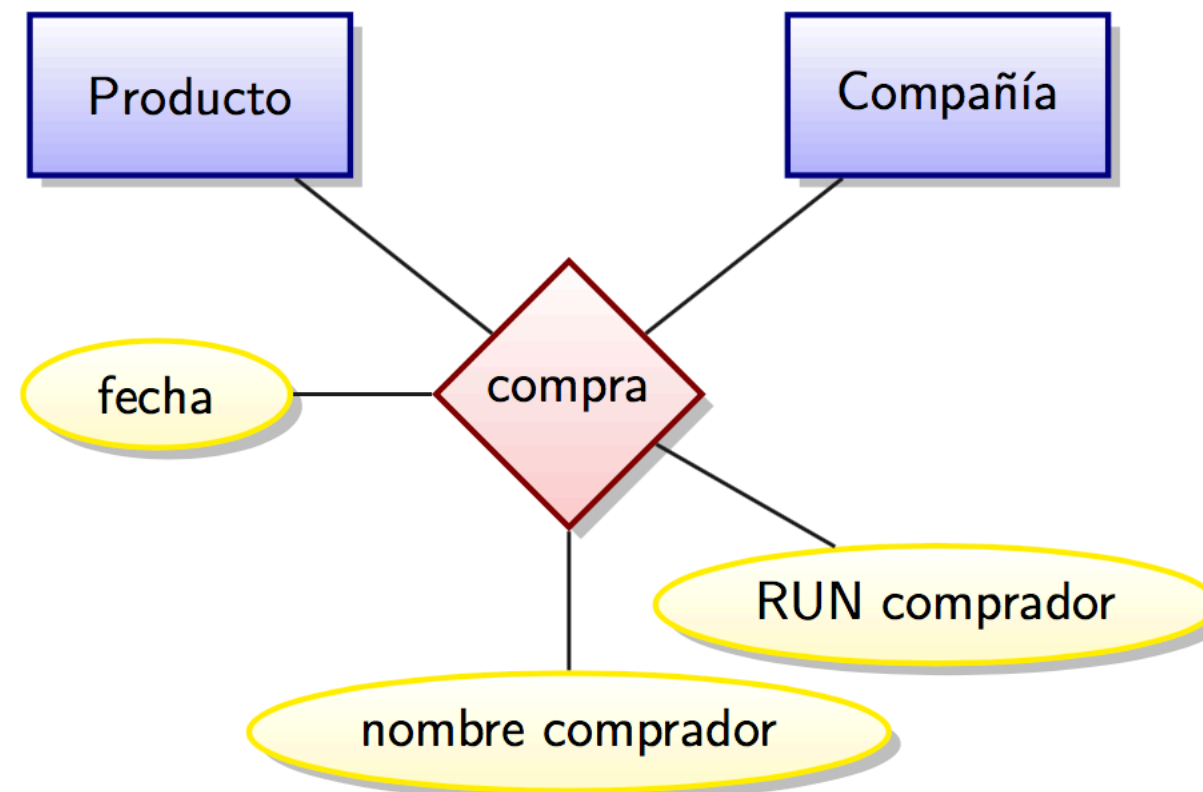 Producto
Compañía
compra
fecha
RUN comprador
nombre comprador